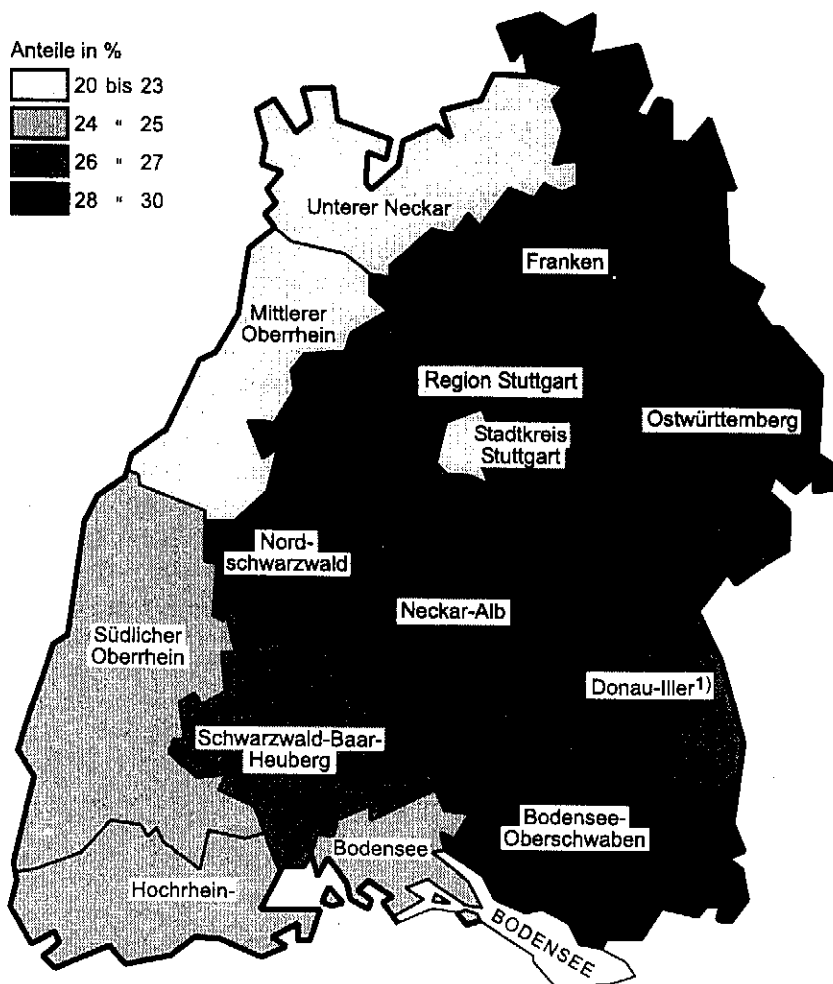 Anteile in %
20 bis 23
24 " 25
26 " 27
28 " 30
Unterer Neckar
Franken
Mittlerer
Oberrhein
Region Stuttgart
Ostwürttemberg
Stadtkreis
Stuttgart
Nord-
schwarzwald
Neckar-Alb
Südlicher
Oberrhein
Donau-Iller1)
Schwarzwald-Baar-
Heuberg
Bodensee-
Oberschwaben
Bodensee
Hochrhein-
BODENSEE